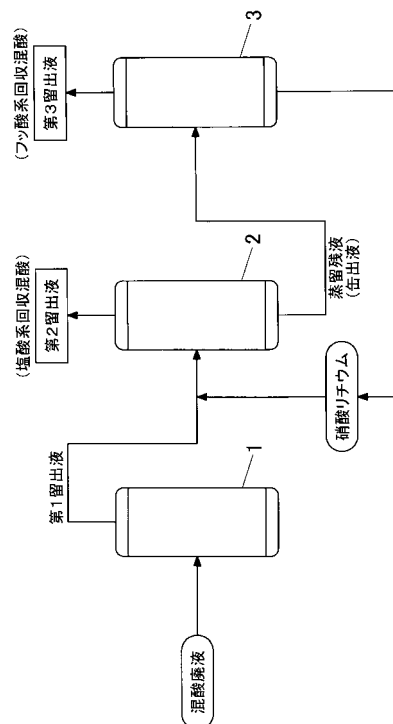 混酸廃液
1
第1留出液
硝酸リチウム
2
第2留出液
(塩酸系回収混酸)
蒸留残液
(缶出液)
3
第3留出液
(フッ酸系回収混酸)